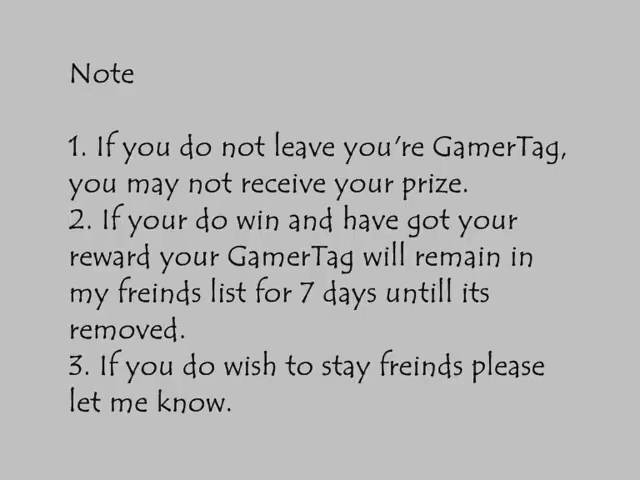 Note
1. If you do not leave you're GamerTag,
you may not receive your prize.
2. If your do win and have got your
reward your GamerTag will remain in
my freinds list for 7 days untill its
removed.
3. If you do wish to stay freinds please
let me know.